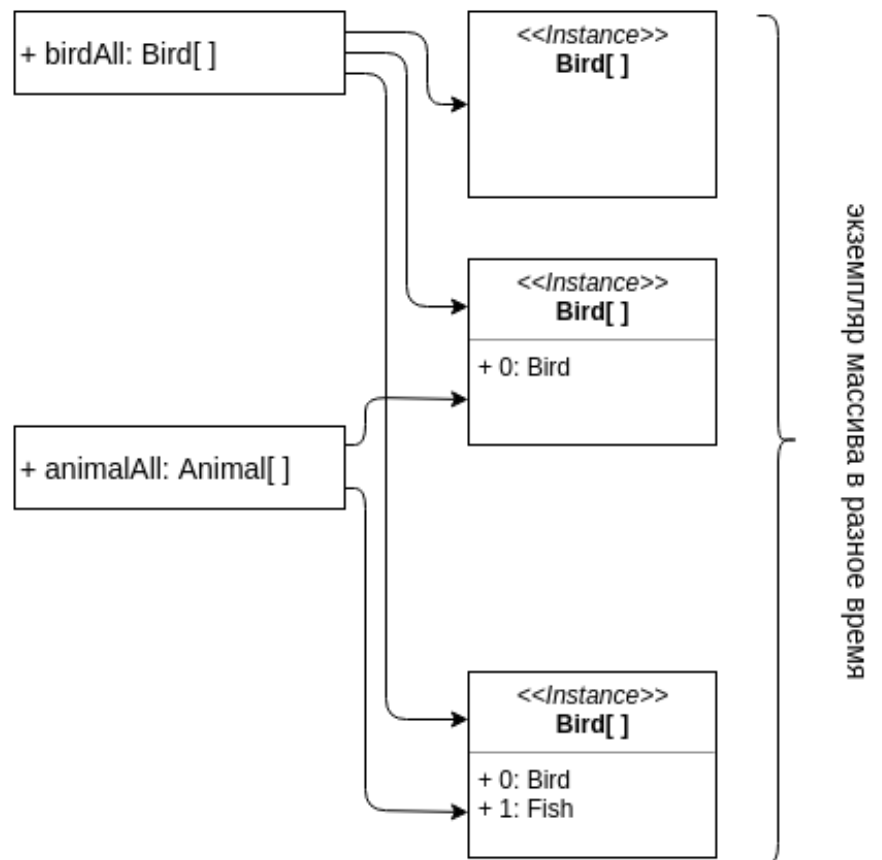 + birdAll: Bird[ ]
<<Instance>>
Bird[ ]
<<Instance>>
Bird[ ]
+ 0: Bird
+ animalAll: Animal[ ]
<<Instance>>
Bird[ ]
+ 0: Bird
+ 1: Fish
экземпляр массива в разное время